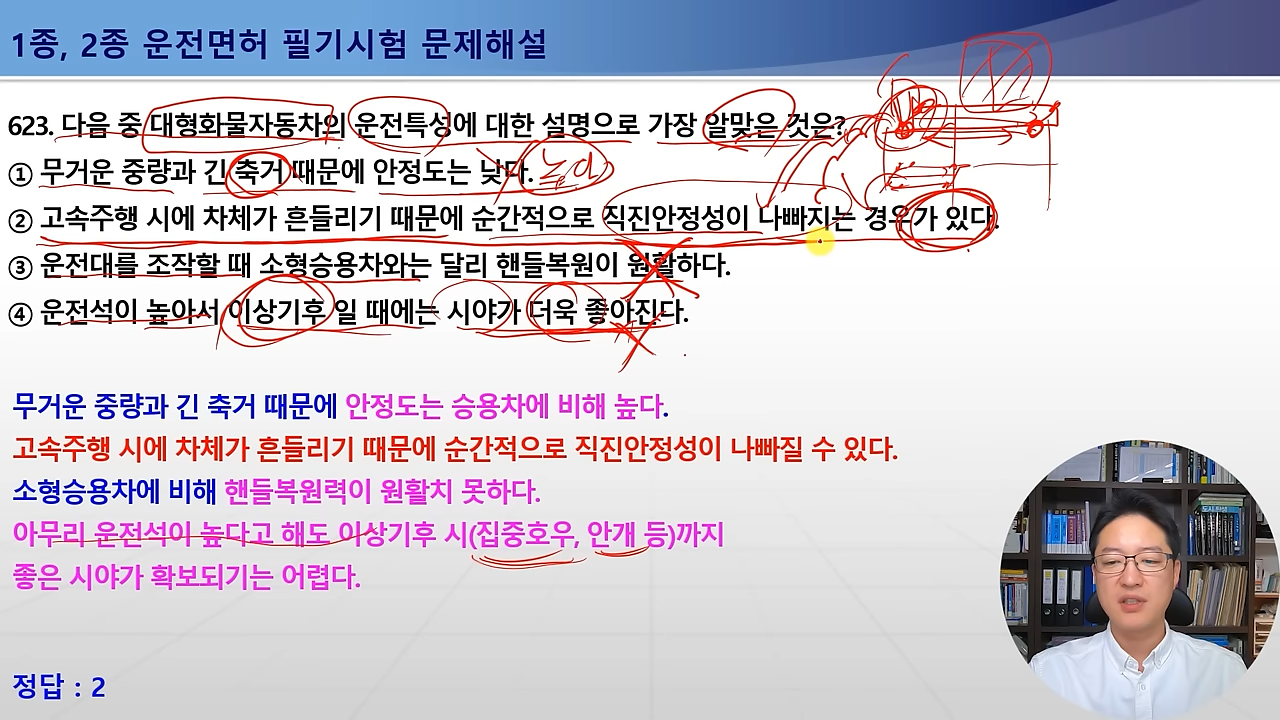 1종, 2종 운전면허 필기시험 문제해설
623. 다음 중 대형화물자동차의 운전특성에 대한 설명으로 가장 알맞은 것은?
① 무거운 중량과 긴 축거 때문에 안정도는 낮다. 높다
② 고속주행 시에 차체가 흔들리기 때문에 순간적으로 직진안정성이 나빠지는 경우가 있다.
③ 운전대를 조작할 때 소형승용차와는 달리 핸들복원이 원활하다.
④ 운전석이 높아서 이상기후 일 때에는 시야가 더욱 좋아진다.
무거운 중량과 긴 축거 때문에 안정도는 승용차에 비해 높다.
고속주행 시에 차체가 흔들리기 때문에 순간적으로 직진안정성이 나빠질 수 있다.
소형승용차에 비해 핸들복원력이 원활치 못하다.
아무리 운전석이 높다고 해도 이상기후 시(집중호우, 안개 등)까지
좋은 시야가 확보되기는 어렵다.
정답 : 2